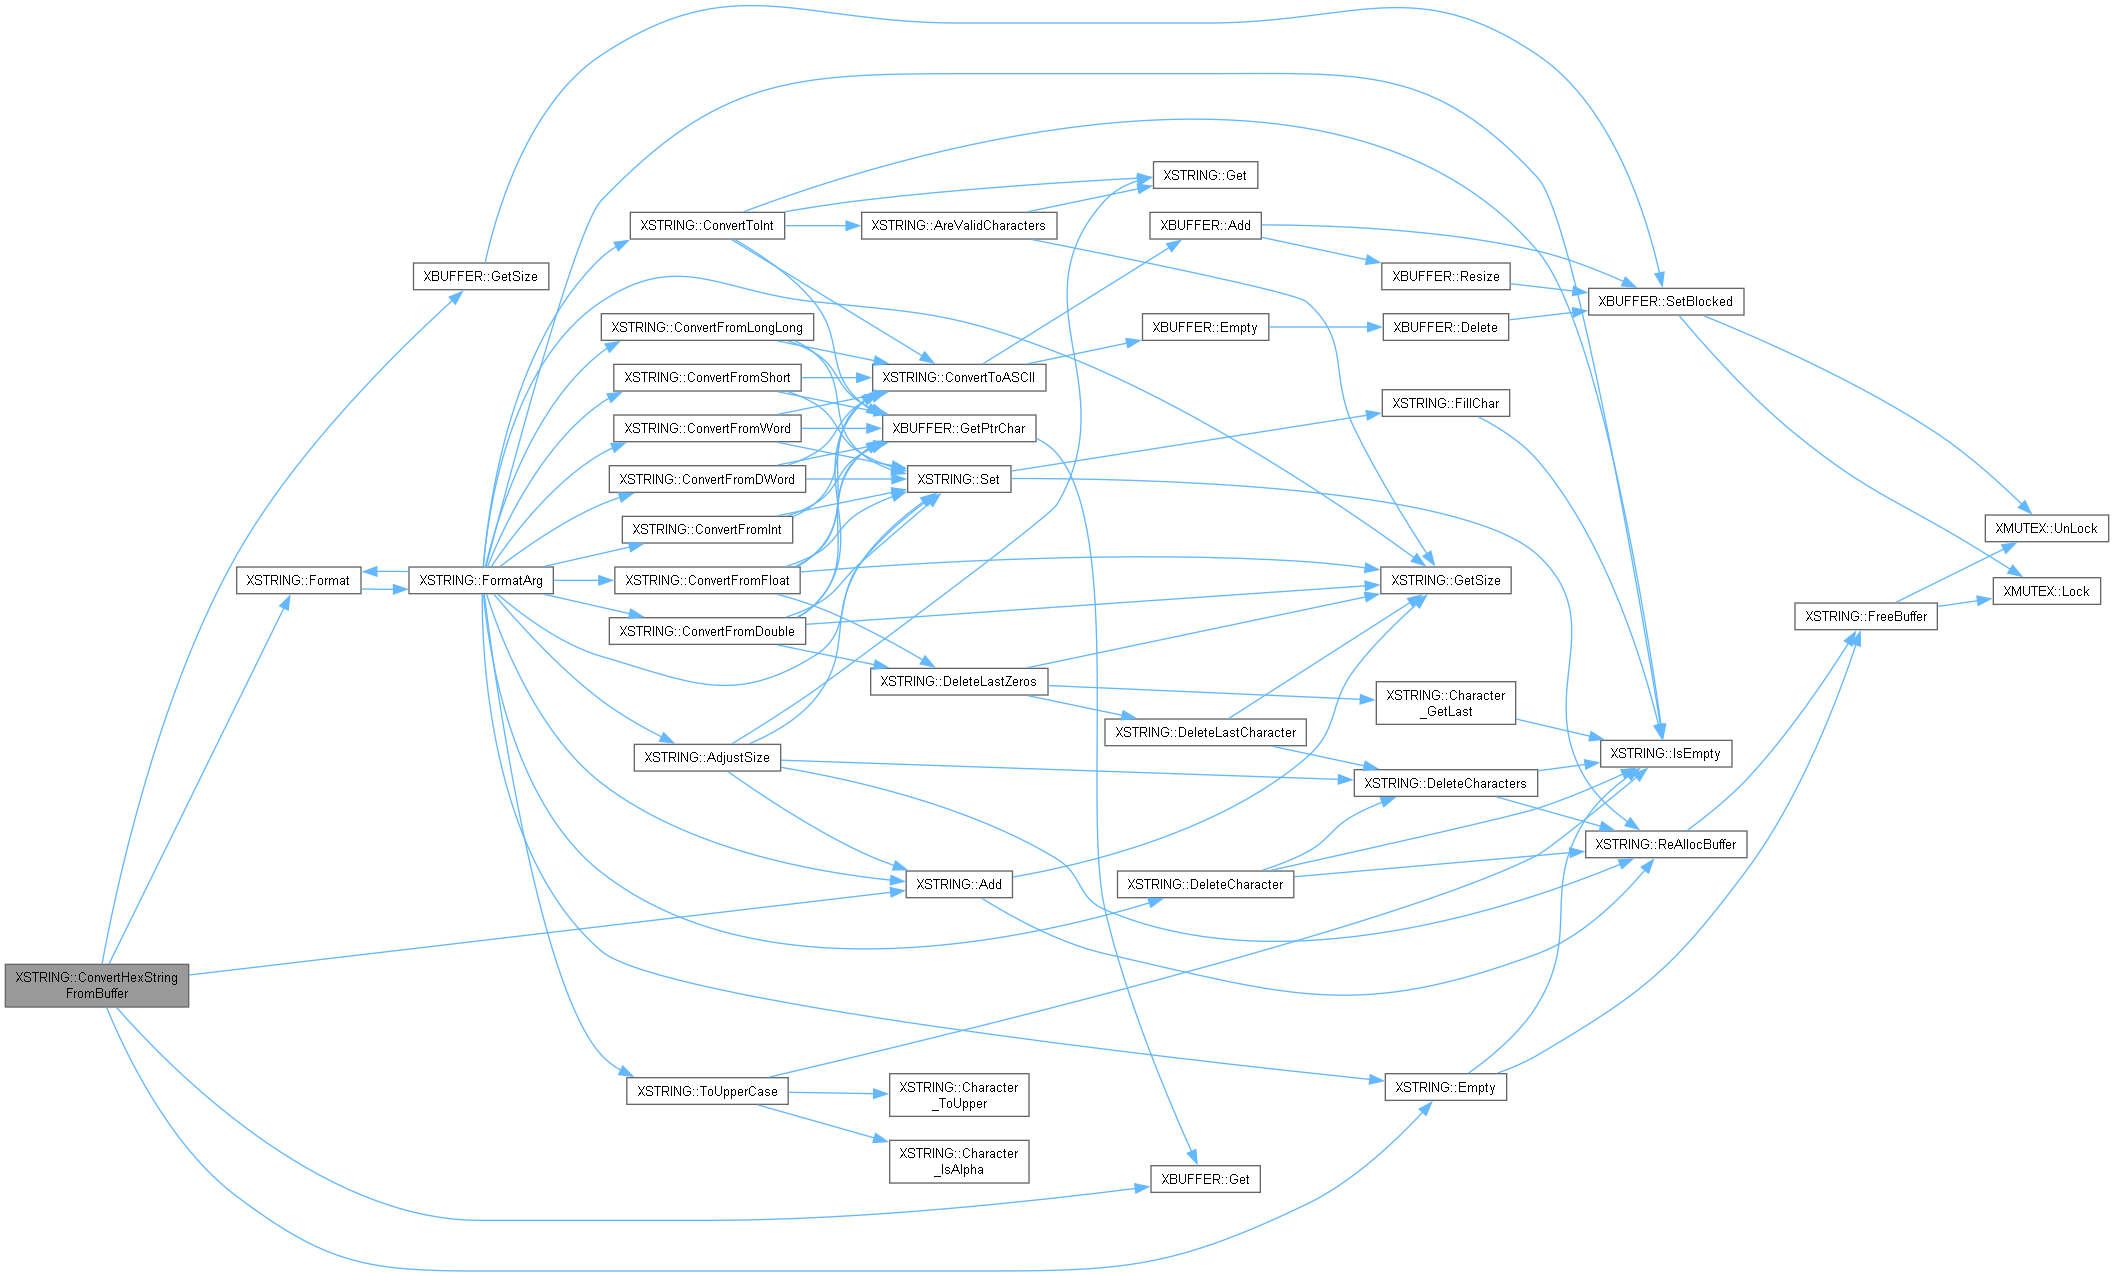 XSTRING::ConvertHexString
FromBuffer
XSTRING::Format
XBUFFER::GetSize
XSTRING::FormatArg
XSTRING::ConvertToInt
XSTRING::ConvertFromLongLong
XSTRING::ConvertFromShort
XSTRING::ConvertFromWord
XSTRING::ConvertFromDWord
XSTRING::ConvertFromInt
XSTRING::ConvertFromFloat
XSTRING::ConvertFromDouble
XSTRING::AdjustSize
XSTRING::ToUpperCase
XSTRING::AreValidCharacters
XSTRING::ConvertToASCII
XBUFFER::GetPtrChar
XSTRING::Set
XSTRING::DeleteLastZeros
XSTRING::Add
XSTRING::Character
_ToUpper
XSTRING::Character
_IsAlpha
XSTRING::Get
XBUFFER::Add
XBUFFER::Empty
XSTRING::DeleteLastCharacter
XSTRING::DeleteCharacter
XBUFFER::Get
XBUFFER::Resize
XBUFFER::Delete
XSTRING::FillChar
XSTRING::GetSize
XSTRING::Character
_GetLast
XSTRING::DeleteCharacters
XSTRING::Empty
XBUFFER::SetBlocked
XSTRING::IsEmpty
XSTRING::ReAllocBuffer
XSTRING::FreeBuffer
XMUTEX::UnLock
XMUTEX::Lock